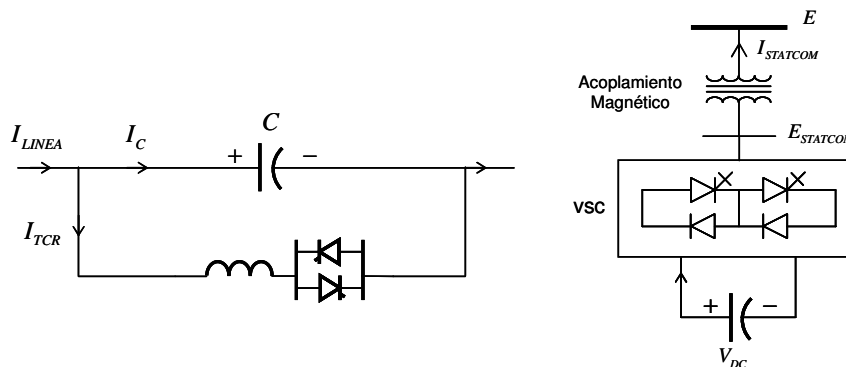 I_LINEA
I_C
+
C
−
I_TCR
E
I_STATCOM
Acoplamiento
Magnético
E_STATCOM
VSC
+
−
V_DC